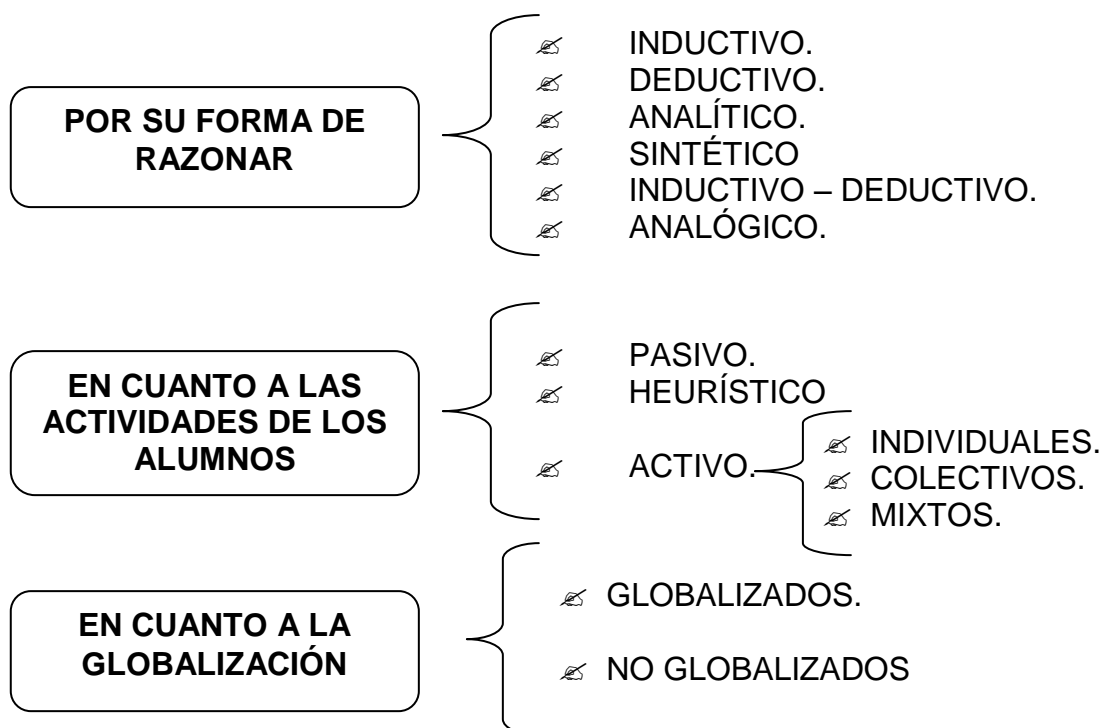 POR SU FORMA DE
RAZONAR
INDUCTIVO.
DEDUCTIVO.
ANALÍTICO.
SINTÉTICO
INDUCTIVO – DEDUCTIVO.
ANALÓGICO.
EN CUANTO A LAS
ACTIVIDADES DE LOS
ALUMNOS
PASIVO.
HEURÍSTICO
ACTIVO.
INDIVIDUALES.
COLECTIVOS.
MIXTOS.
EN CUANTO A LA
GLOBALIZACIÓN
GLOBALIZADOS.
NO GLOBALIZADOS